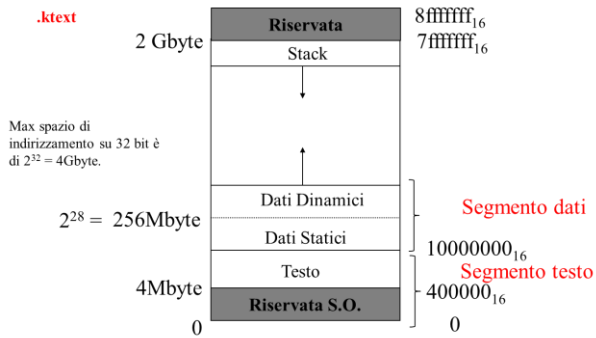 .ktext
Riservata
8fffffff₁₆
2 Gbyte
7fffffff₁₆
Stack
Max spazio di
indirizzamento su 32 bit è
di 2³² = 4Gbyte.
Dati Dinamici
2²⁸ = 256Mbyte
Segmento dati
Dati Statici
10000000₁₆
Testo
Segmento testo
4Mbyte
400000₁₆
Riservata S.O.
0
0